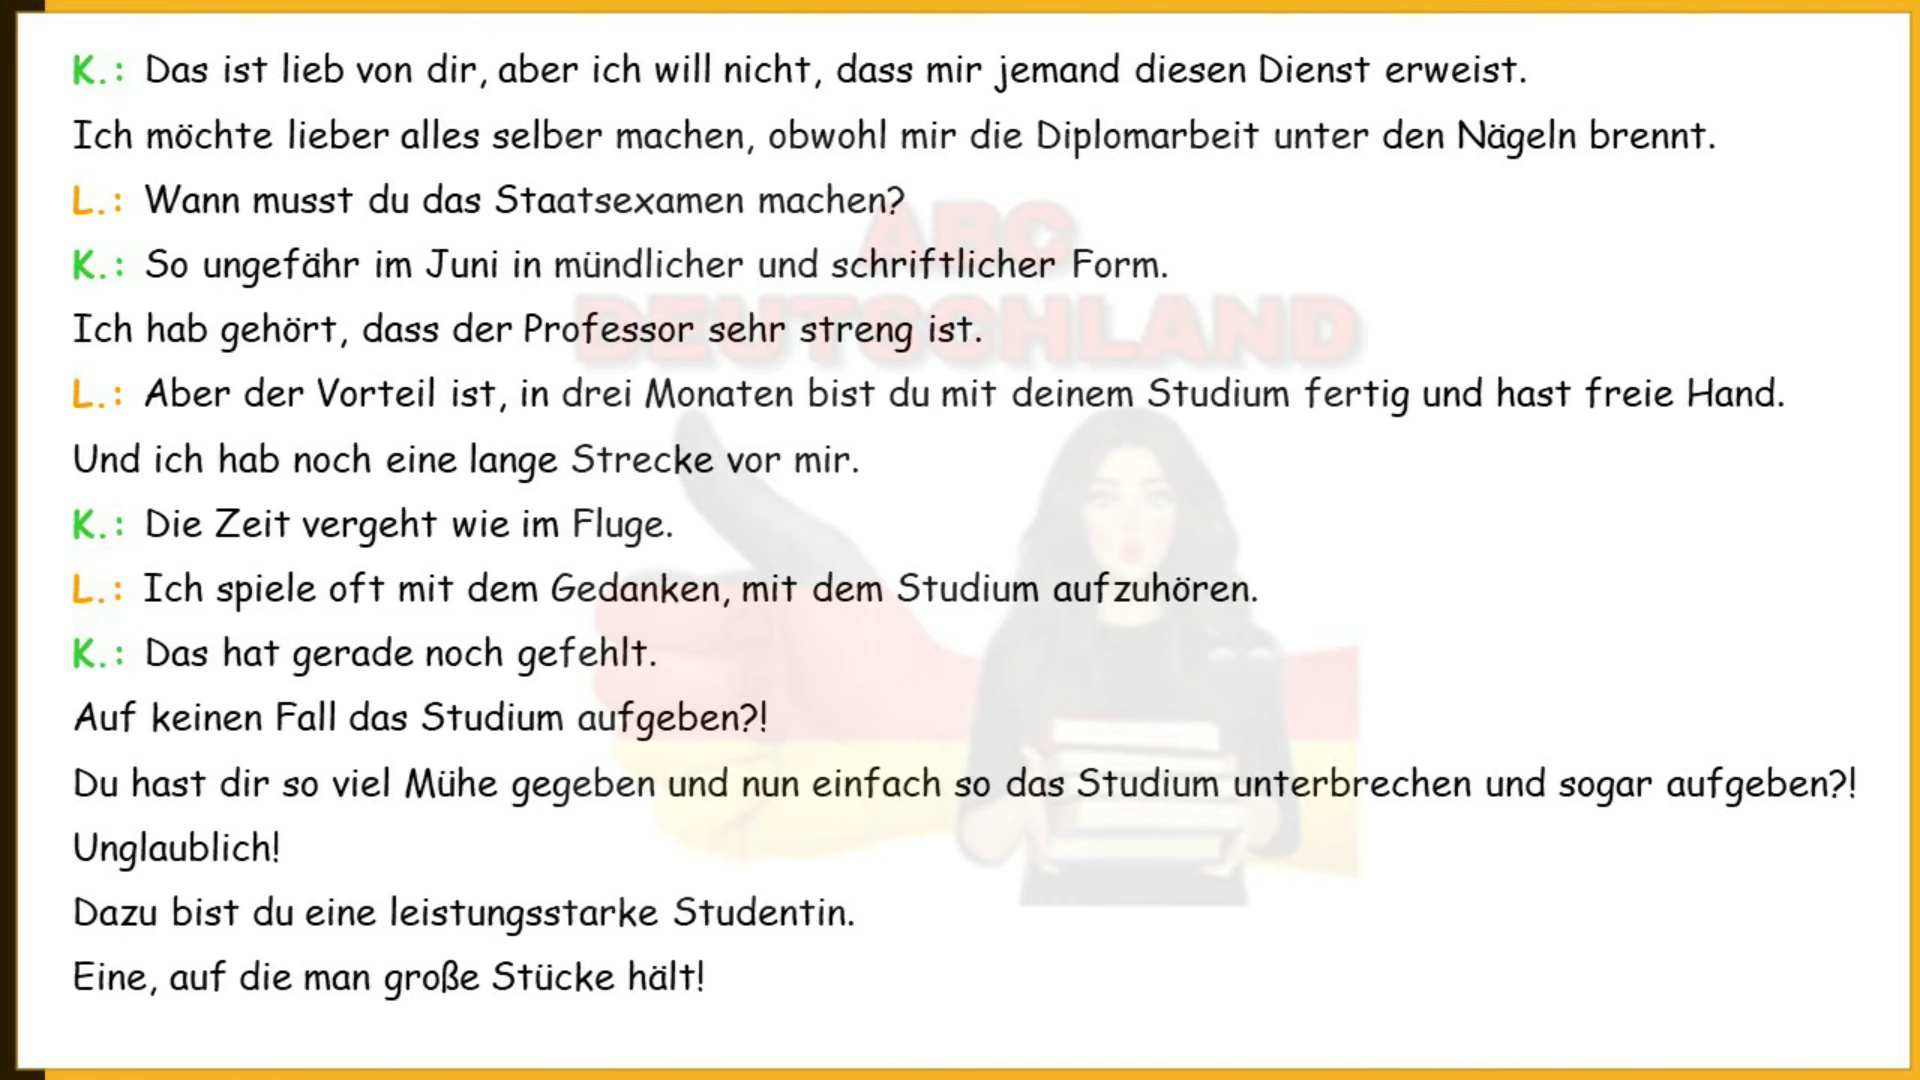 K.: Das ist lieb von dir, aber ich will nicht, dass mir jemand diesen Dienst erweist.
Ich möchte lieber alles selber machen, obwohl mir die Diplomarbeit unter den Nägeln brennt.
L.: Wann musst du das Staatsexamen machen?
K.: So ungefähr im Juni in mündlicher und schriftlicher Form.
Ich hab gehört, dass der Professor sehr streng ist.
L.: Aber der Vorteil ist, in drei Monaten bist du mit deinem Studium fertig und hast freie Hand.
Und ich hab noch eine lange Strecke vor mir.
K.: Die Zeit vergeht wie im Fluge.
L.: Ich spiele oft mit dem Gedanken, mit dem Studium aufzuhören.
K.: Das hat gerade noch gefehlt.
Auf keinen Fall das Studium aufgeben?!
Du hast dir so viel Mühe gegeben und nun einfach so das Studium unterbrechen und sogar aufgeben?!
Unglaublich!
Dazu bist du eine leistungsstarke Studentin.
Eine, auf die man große Stücke hält!
ABC
DEUTSCHLAND